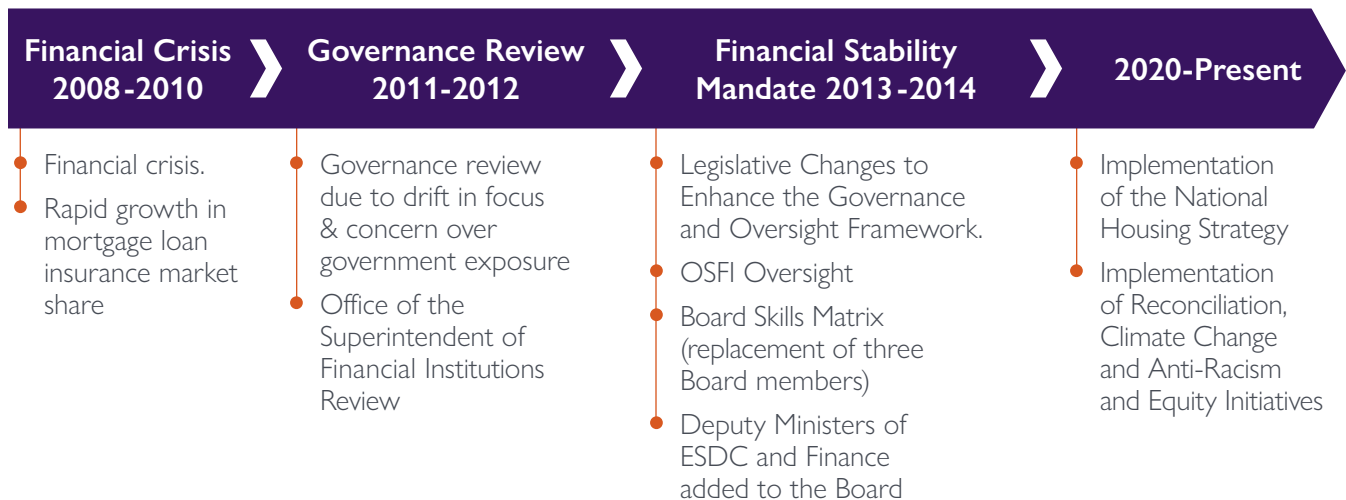 Financial Crisis
2008-2010
Financial crisis.
Rapid growth in
mortgage loan
insurance market
share
Governance Review
2011-2012
Governance review
due to drift in focus
& concern over
government exposure
Office of the
Superintendent of
Financial Institutions
Review
Financial Stability
Mandate 2013-2014
Legislative Changes to
Enhance the Governance
and Oversight Framework.
OSFI Oversight
Board Skills Matrix
(replacement of three
Board members)
Deputy Ministers of
ESDC and Finance
added to the Board
2020-Present
Implementation
of the National
Housing Strategy
Implementation
of Reconciliation,
Climate Change
and Anti-Racism
and Equity Initiatives